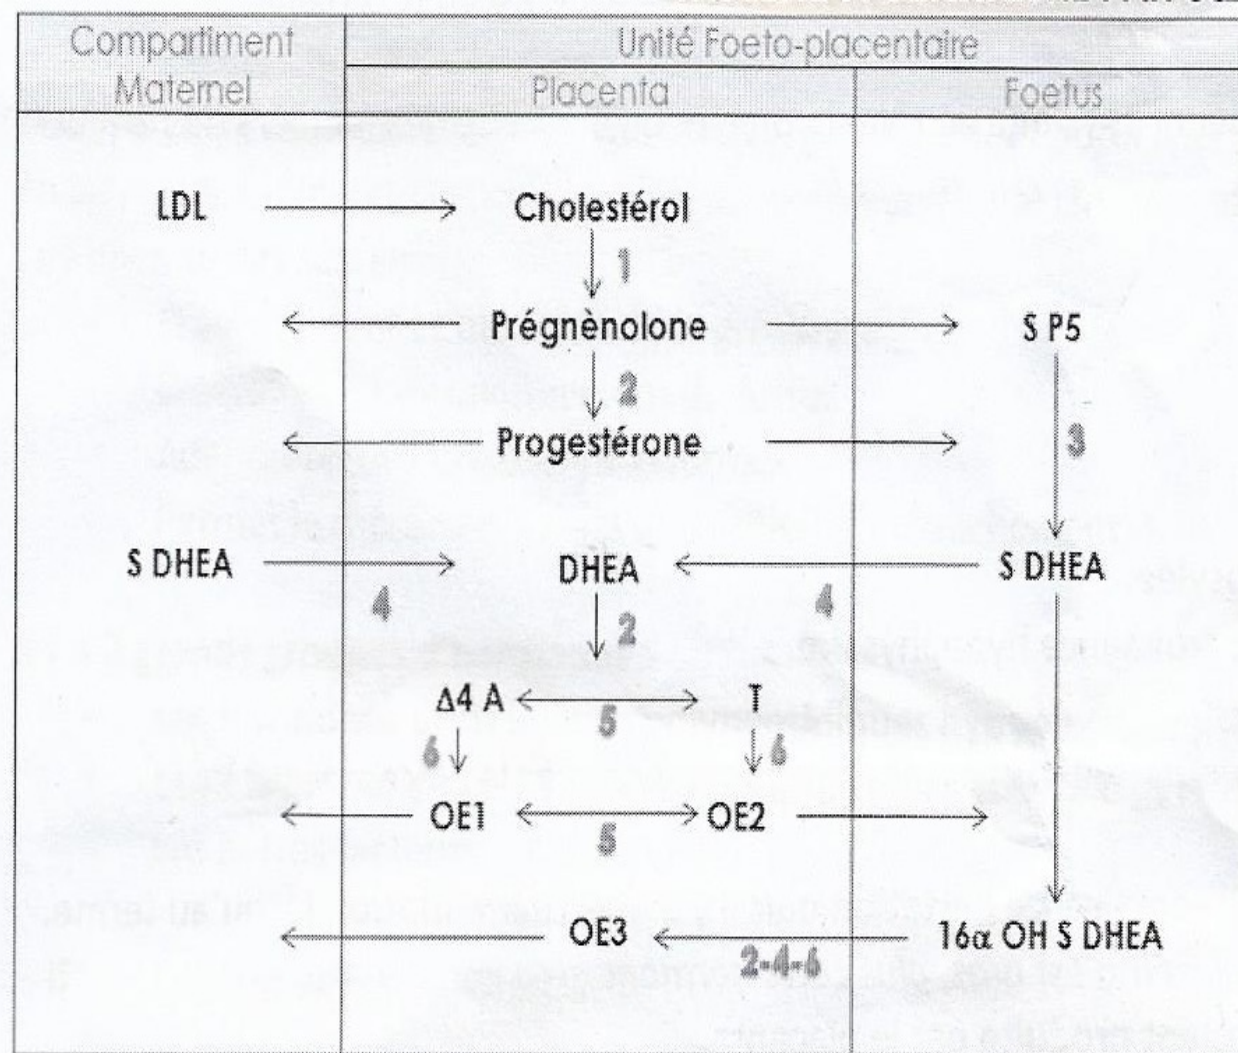 Compartiment Maternel
Unité Foeto-placentaire
Placenta
Foetus
LDL
Cholestérol
1
Prégnènolone
S P5
2
Progestérone
3
S DHEA
DHEA
S DHEA
4
4
2
Δ4 A
T
5
6
6
OE1
OE2
5
OE3
16α OH S DHEA
2-4-6